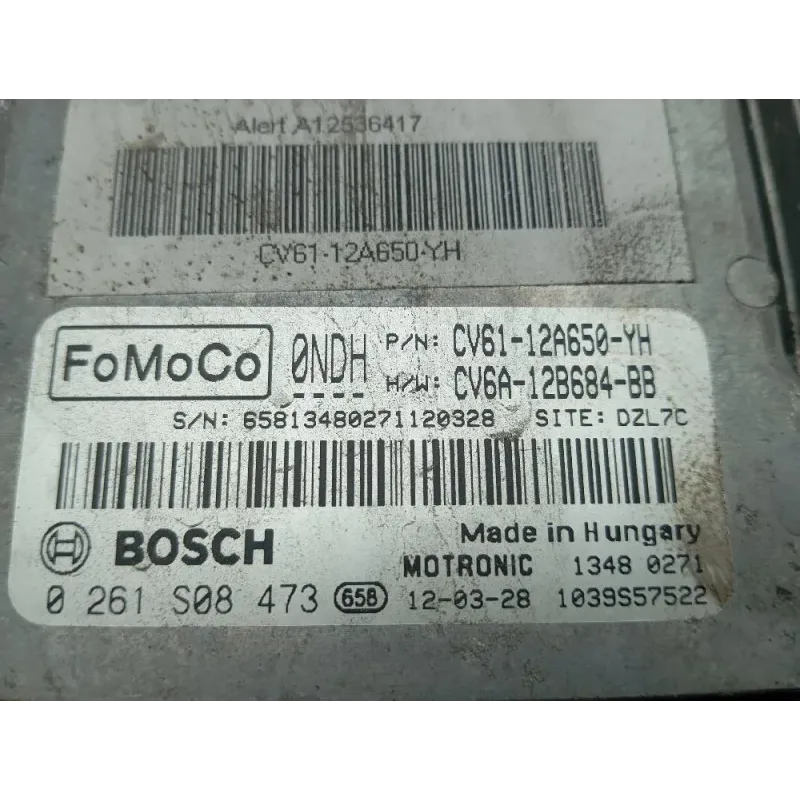 Alert A12536417
CV61-12A650-YH
FoMoCo 0NDH P/N: CV61-12A650-YH
H/W: CV6A-12B684-BB
S/N: 65813480271120328 SITE: DZL7C
BOSCH Made in Hungary
MOTRONIC 1348 0271
0 261 S08 473 658 12-03-28 1039S57522